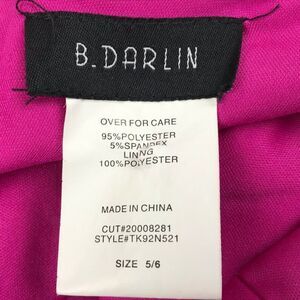 B.DARLIN
OVER FOR CARE
95%POLYESTER
5%SPANDEX
LINNG
100%POLYESTER
MADE IN CHINA
CUT#20008281
STYLE#TK92N521
SIZE 5/6